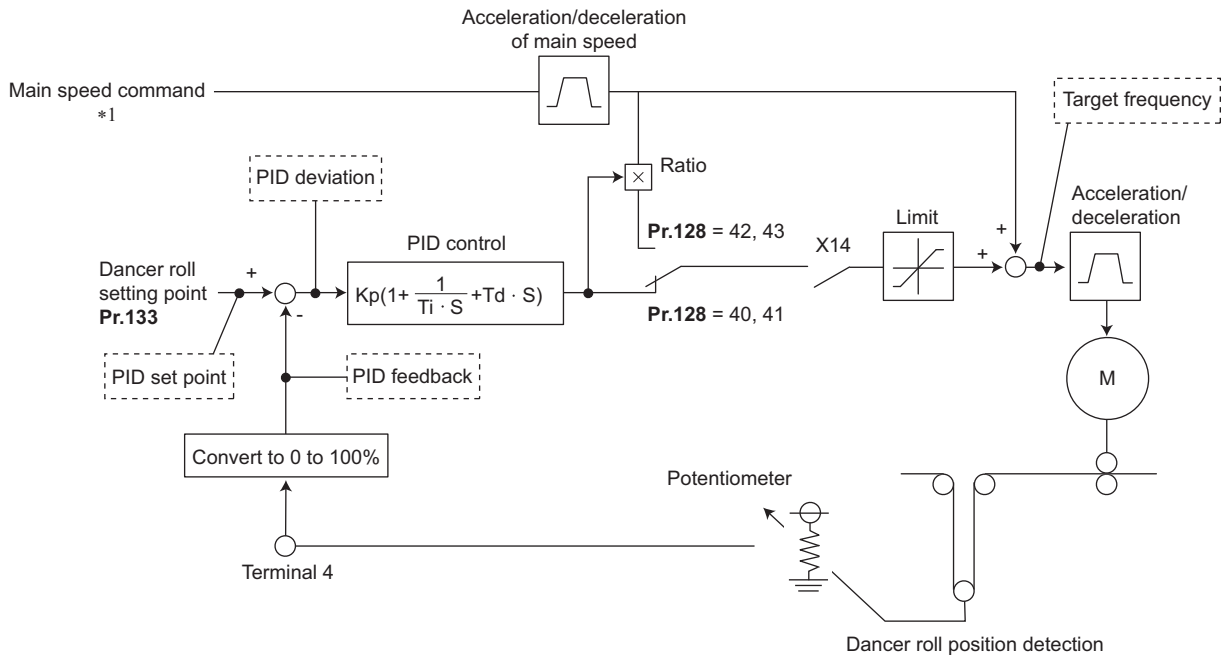 Acceleration/deceleration
of main speed
Main speed command
*1
Target frequency
PID deviation
Ratio
×
Acceleration/
deceleration
Pr.128 = 42, 43
Limit
PID control
X14
+
+
Dancer roll
setting point
Pr.133
+
-
Kp(1+ 1/(Ti · S) +Td · S)
Pr.128 = 40, 41
PID set point
PID feedback
M
Convert to 0 to 100%
Potentiometer
Terminal 4
Dancer roll position detection